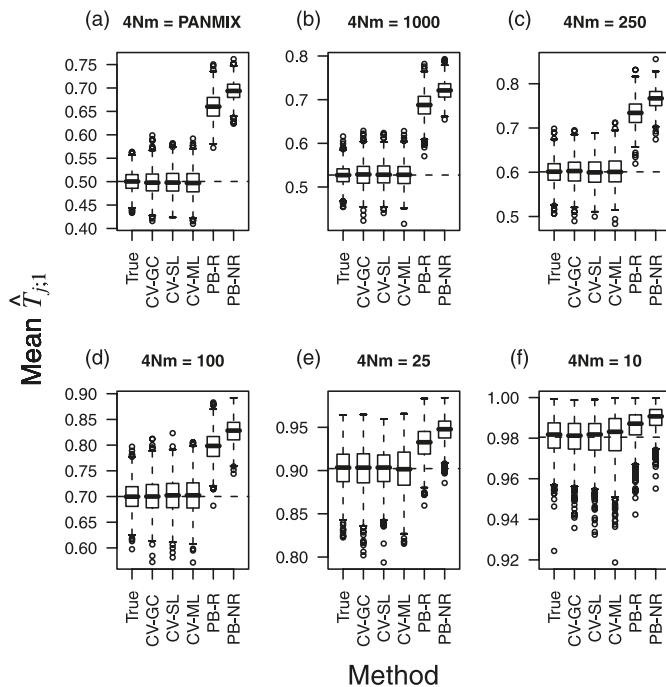 (a) 4Nm = PANMIX
(b) 4Nm = 1000
(c) 4Nm = 250
0.75
0.70
0.65
0.60
0.55
0.50
0.45
0.40
0.8
0.7
0.6
0.5
0.8
0.7
0.6
0.5
True
CV-GC
CV-SL
CV-ML
PB-R
PB-NR
True
CV-GC
CV-SL
CV-ML
PB-R
PB-NR
True
CV-GC
CV-SL
CV-ML
PB-R
PB-NR
Mean T̂j;1
(d) 4Nm = 100
(e) 4Nm = 25
(f) 4Nm = 10
0.90
0.85
0.80
0.75
0.70
0.65
0.60
0.95
0.90
0.85
0.80
1.00
0.98
0.96
0.94
0.92
True
CV-GC
CV-SL
CV-ML
PB-R
PB-NR
True
CV-GC
CV-SL
CV-ML
PB-R
PB-NR
True
CV-GC
CV-SL
CV-ML
PB-R
PB-NR
Method